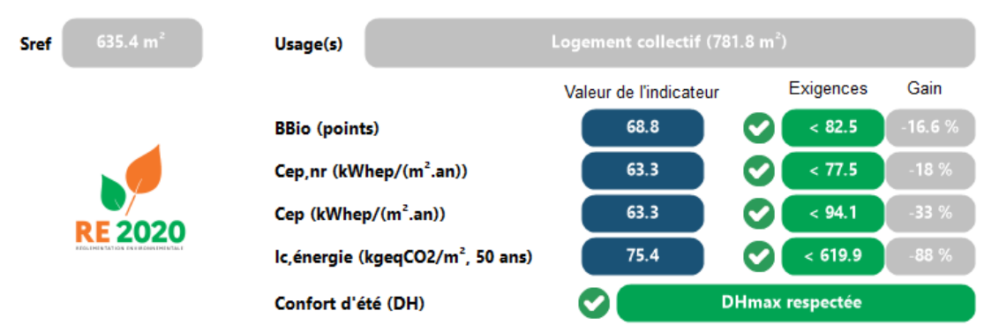 Sref 635.4 m² Usage(s) Logement collectif (781.8 m²)
Valeur de l'indicateur Exigences Gain
BBio (points) 68.8 < 82.5 -16.6 %
Cep,nr (kWhep/(m².an)) 63.3 < 77.5 -18 %
Cep (kWhep/(m².an)) 63.3 < 94.1 -33 %
Ic,énergie (kgeqCO2/m², 50 ans) 75.4 < 619.9 -88 %
Confort d'été (DH) DHmax respectée
RE 2020
RÉGLEMENTATION ENVIRONNEMENTALE